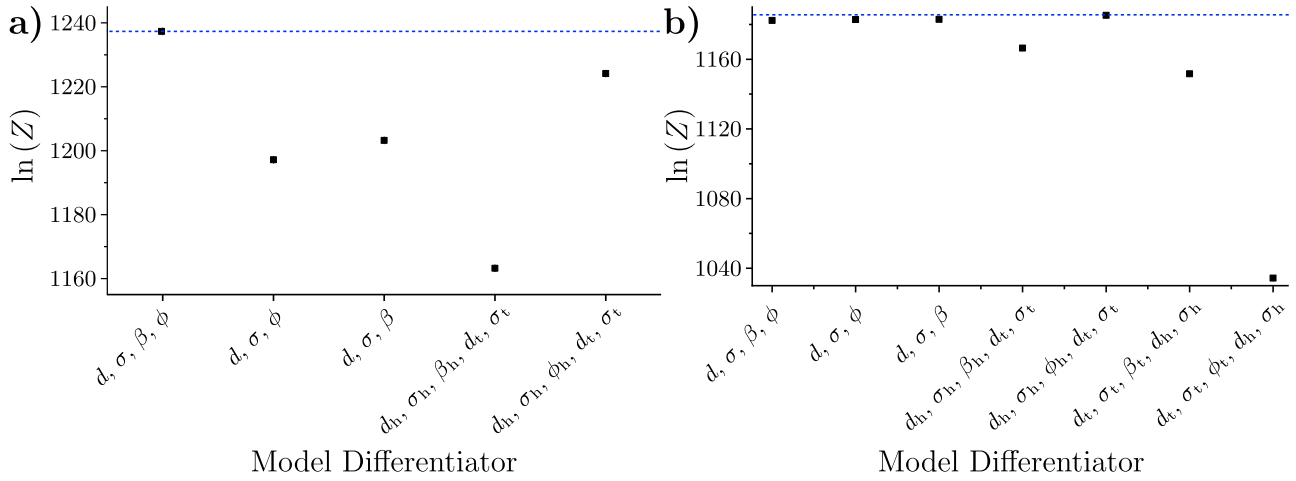 a)
ln (Z)
1240
1220
1200
1180
1160
d, σ, β, ϕ
d, σ, ϕ
d, σ, β
dₕ, σₕ, βₕ, dₜ, σₜ
dₕ, σₕ, ϕₕ, dₜ, σₜ
Model Differentiator
b)
ln (Z)
1160
1120
1080
1040
d, σ, β, ϕ
d, σ, ϕ
d, σ, β
dₕ, σₕ, βₕ, dₜ, σₜ
dₕ, σₕ, ϕₕ, dₜ, σₜ
dₜ, σₜ, βₜ, dₕ, σₕ
dₜ, σₜ, ϕₜ, dₕ, σₕ
Model Differentiator